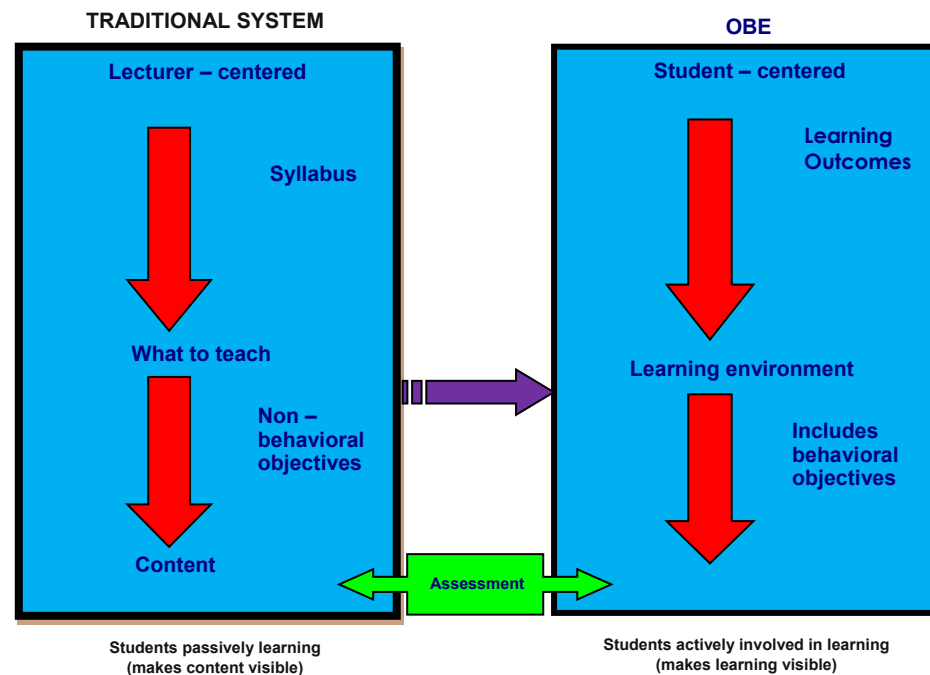 TRADITIONAL SYSTEM
Lecturer – centered
Syllabus
What to teach
Non –
behavioral
objectives
Content
Students passively learning
(makes content visible)
Assessment
OBE
Student – centered
Learning
Outcomes
Learning environment
Includes
behavioral
objectives
Students actively involved in learning
(makes learning visible)